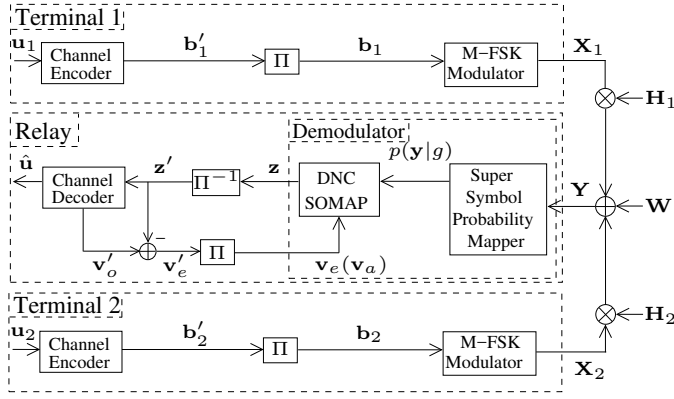 Terminal 1
u₁
Channel Encoder
b′₁
Π
b₁
M−FSK Modulator
X₁
H₁
Relay
Demodulator
û
Channel Decoder
z′
Π⁻¹
z
DNC SOMAP
p(y|g)
Super Symbol Probability Mapper
Y
W
−
v′ₒ
v′ₑ
Π
vₑ(vₐ)
Terminal 2
u₂
Channel Encoder
b′₂
Π
b₂
M−FSK Modulator
X₂
H₂